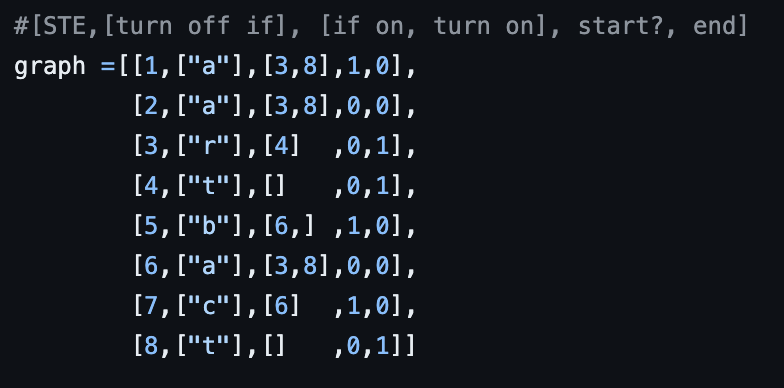 #[STE,[turn off if], [if on, turn on], start?, end]
graph =[[1,["a"],[3,8],1,0],
        [2,["a"],[3,8],0,0],
        [3,["r"],[4]  ,0,1],
        [4,["t"],[]   ,0,1],
        [5,["b"],[6,] ,1,0],
        [6,["a"],[3,8],0,0],
        [7,["c"],[6]  ,1,0],
        [8,["t"],[]   ,0,1]]